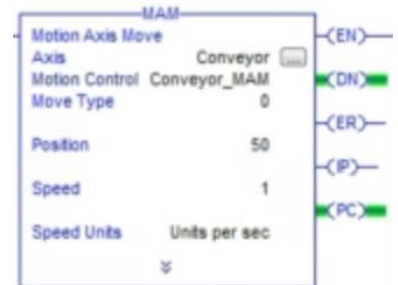 MAM
Motion Axis Move
(EN)
Axis Conveyor ...
Motion Control Conveyor_MAM
(DN)
Move Type 0
(ER)
Position 50
(IP)
Speed 1
(PC)
Speed Units Units per sec